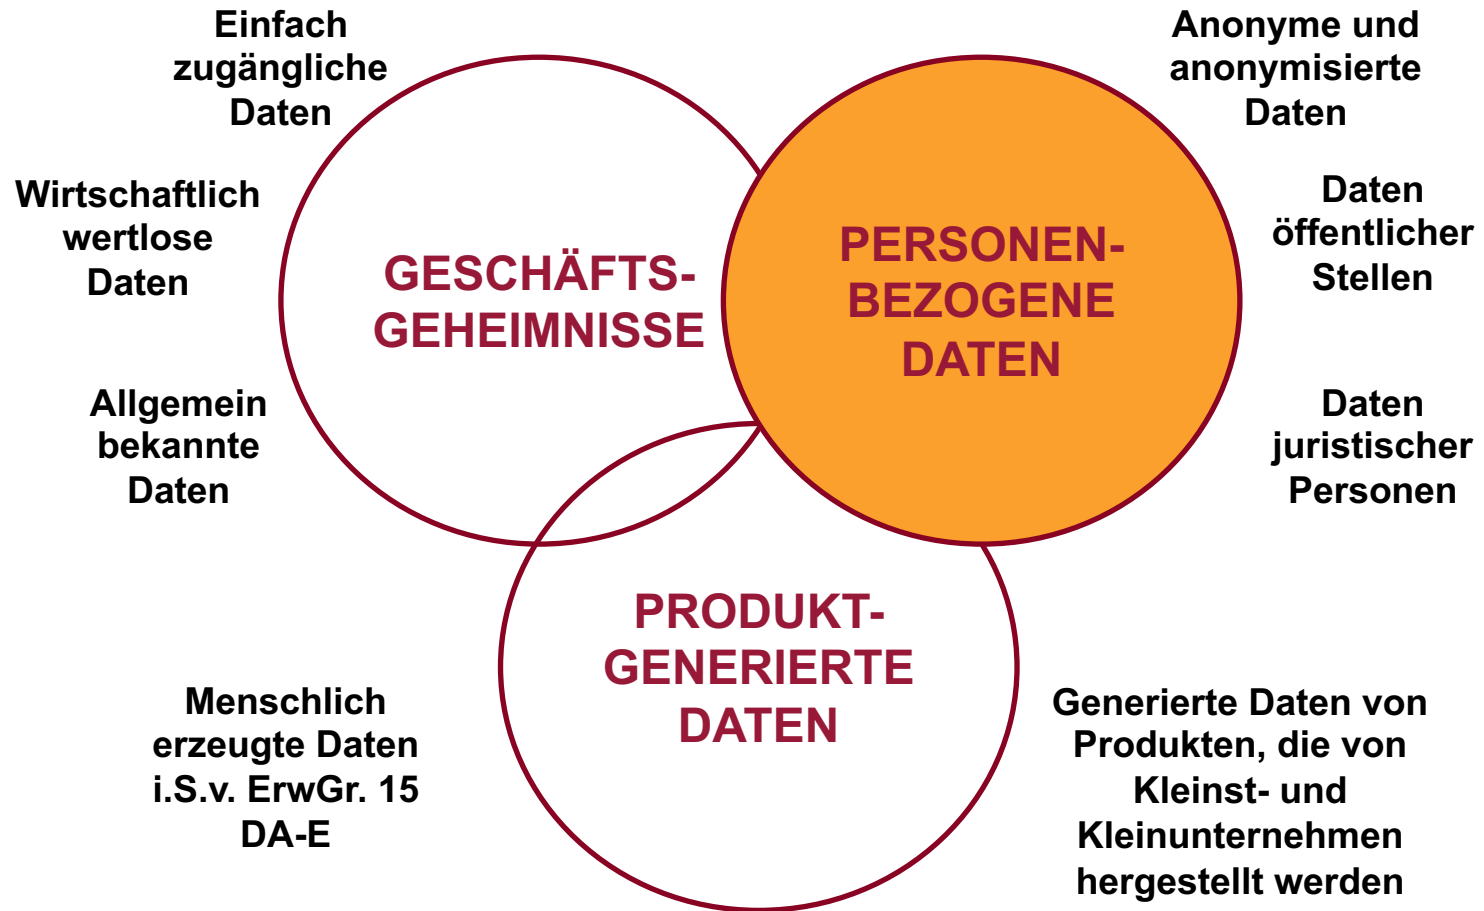 Einfach
zugängliche
Daten
Wirtschaftlich
wertlose
Daten
Allgemein
bekannte
Daten
GESCHÄFTS-
GEHEIMNISSE
PERSONEN-
BEZOGENE
DATEN
Anonyme und
anonymisierte
Daten
Daten
öffentlicher
Stellen
Daten
juristischer
Personen
PRODUKT-
GENERIERTE
DATEN
Menschlich
erzeugte Daten
i.S.v. ErwGr. 15
DA-E
Generierte Daten von
Produkten, die von
Kleinst- und
Kleinunternehmen
hergestellt werden